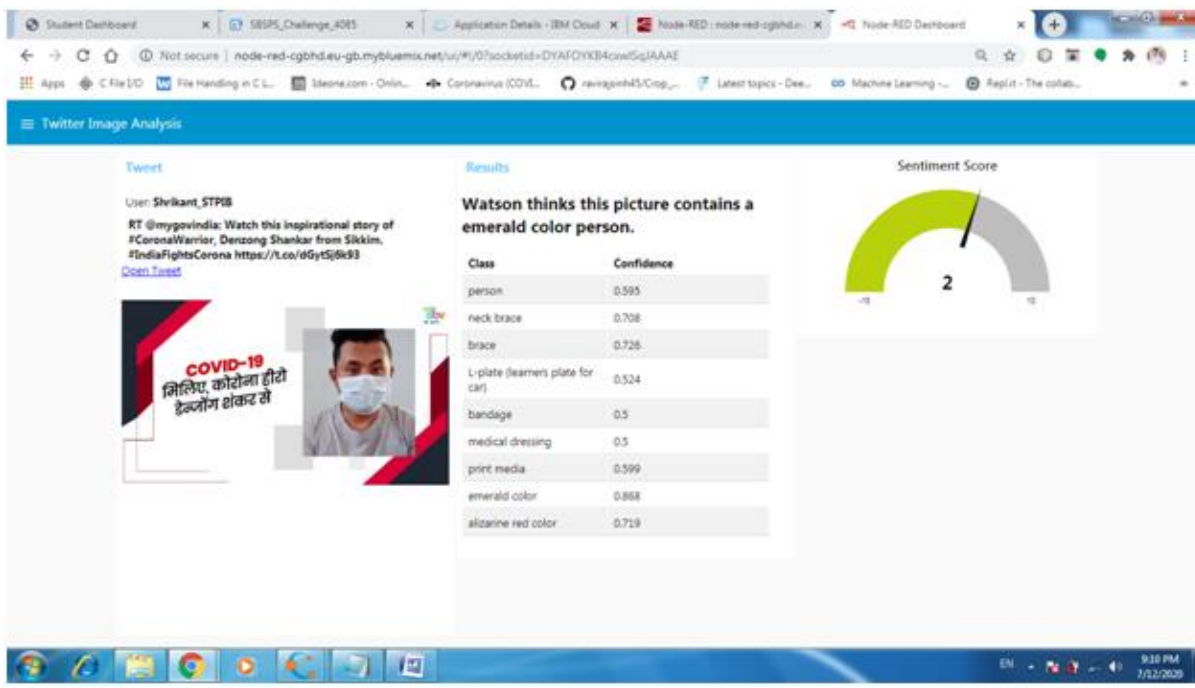 Student Dashboard
SBSPS_Challenge_4085
Application Details - IBM Cloud
Node-RED : node-red-cgbhd.e
Node-RED Dashboard
Not secure | node-red-cgbhd.eu-gb.mybluemix.net/ui/#!/0?socketid=
Apps
C File I/O
File Handling in C L...
Ideone.com - Onlin...
Coronavirus (COVI...
ravirajsinh45/Crop_...
Latest topics - Dee...
Machine Learning -...
Repl.it - The collab...
Twitter Image Analysis
Tweet
User: Shrikant_STPIB
RT @mygovindia: Watch this inspirational story of
#CoronaWarrior, Denzong Shankar from Sikkim.
#IndiaFightsCorona https://t.co/dGytSj6k93
Open Tweet
COVID-19
मिलिए, कोरोना हीरो
डेन्जोंग शंकर से
Results
Watson thinks this picture contains a
emerald color person.
Class Confidence
person 0.595
neck brace 0.708
brace 0.726
L-plate (learners plate for
car) 0.524
bandage 0.5
medical dressing 0.5
print media 0.599
emerald color 0.868
alizarine red color 0.719
Sentiment Score
2
EN
9:10 PM
7/12/2020